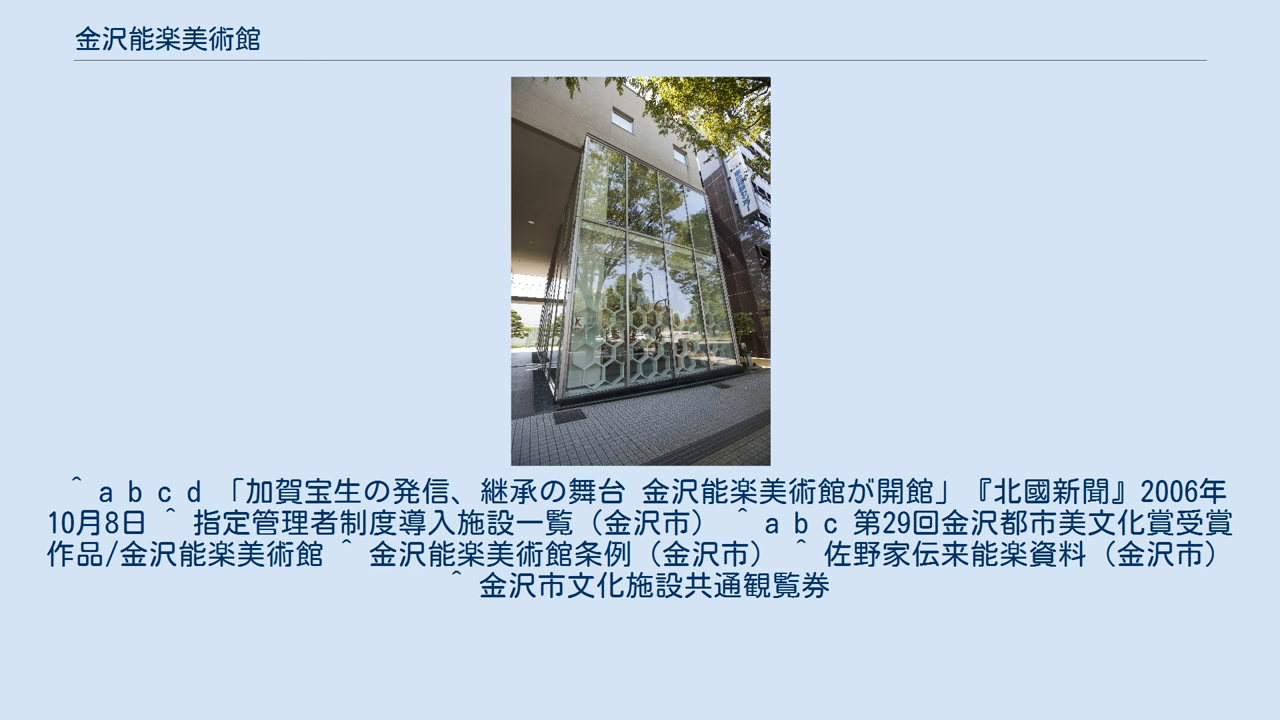 金沢能楽美術館
^ a b c d 「加賀宝生の発信、継承の舞台 金沢能楽美術館が開館」『北國新聞』2006年
10月8日 ^ 指定管理者制度導入施設一覧（金沢市） ^ a b c 第29回金沢都市美文化賞受賞
作品/金沢能楽美術館 ^ 金沢能楽美術館条例（金沢市） ^ 佐野家伝来能楽資料（金沢市）
^ 金沢市文化施設共通観覧券